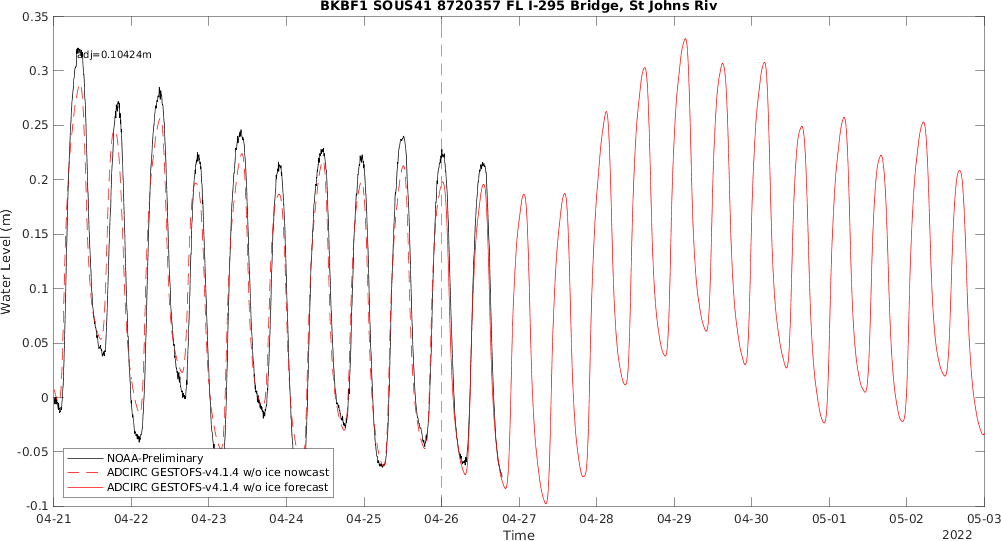 BKBF1 SOUS41 8720357 FL I-295 Bridge, St Johns Riv
0.35
0.3
0.25
0.2
0.15
0.1
0.05
0
-0.05
-0.1
Water Level (m)
adj=0.10424m
NOAA-Preliminary
ADCIRC GESTOFS-v4.1.4 w/o ice nowcast
ADCIRC GESTOFS-v4.1.4 w/o ice forecast
04-21 04-22 04-23 04-24 04-25 04-26 04-27 04-28 04-29 04-30 05-01 05-02 05-03
Time
2022